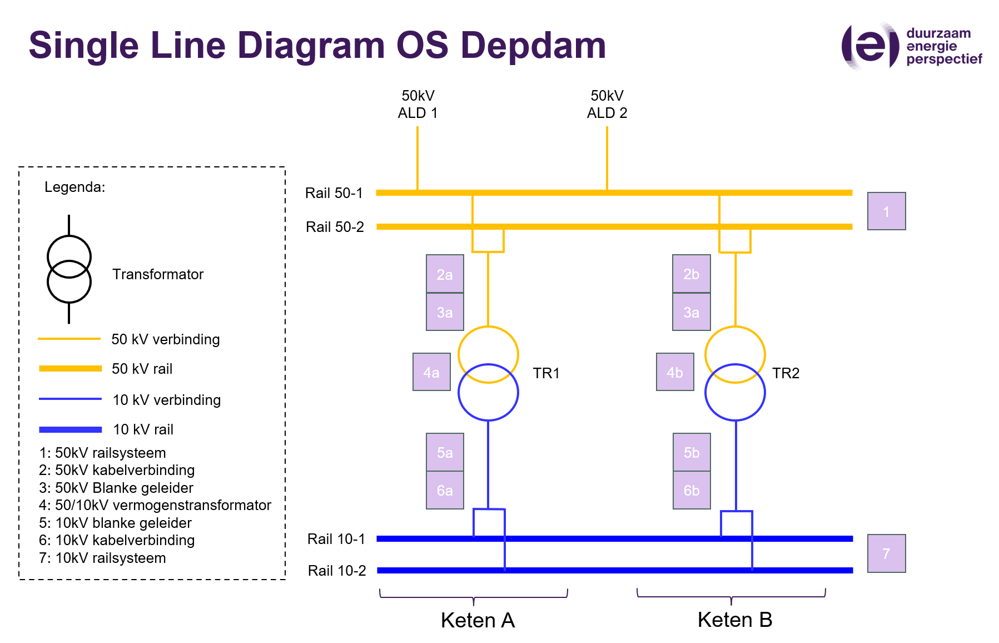 Single Line Diagram OS Depdam
duurzaam
energie
perspectief
50kV
ALD 1
50kV
ALD 2
Legenda:
Transformator
50 kV verbinding
50 kV rail
10 kV verbinding
10 kV rail
1: 50kV railsysteem
2: 50kV kabelverbinding
3: 50kV Blanke geleider
4: 50/10kV vermogenstransformator
5: 10kV blanke geleider
6: 10kV kabelverbinding
7: 10kV railsysteem
Rail 50-1
Rail 50-2
1
2a
3a
2b
3a
4a
TR1
4b
TR2
5a
6a
5b
6b
Rail 10-1
Rail 10-2
7
Keten A
Keten B